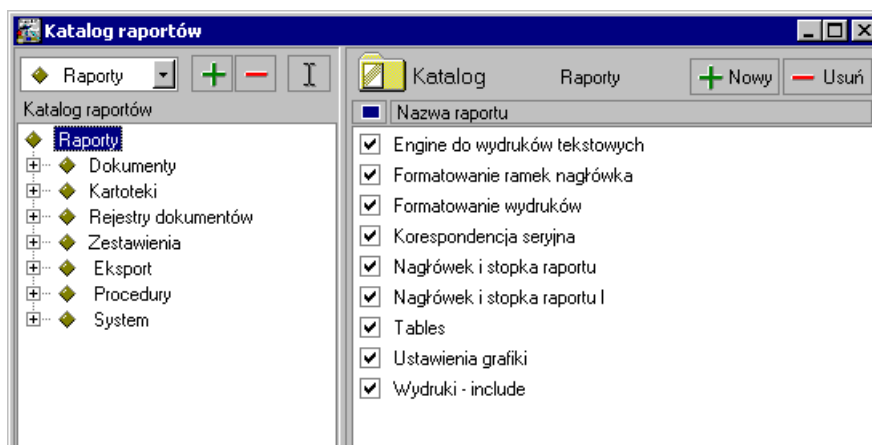 Katalog raportów
Raporty
Katalog raportów
Raporty
Dokumenty
Kartoteki
Rejestry dokumentów
Zestawienia
Eksport
Procedury
System
Katalog Raporty Nowy Usuń
Nazwa raportu
Engine do wydruków tekstowych
Formatowanie ramek nagłówka
Formatowanie wydruków
Korespondencja seryjna
Nagłówek i stopka raportu
Nagłówek i stopka raportu I
Tables
Ustawienia grafiki
Wydruki - include